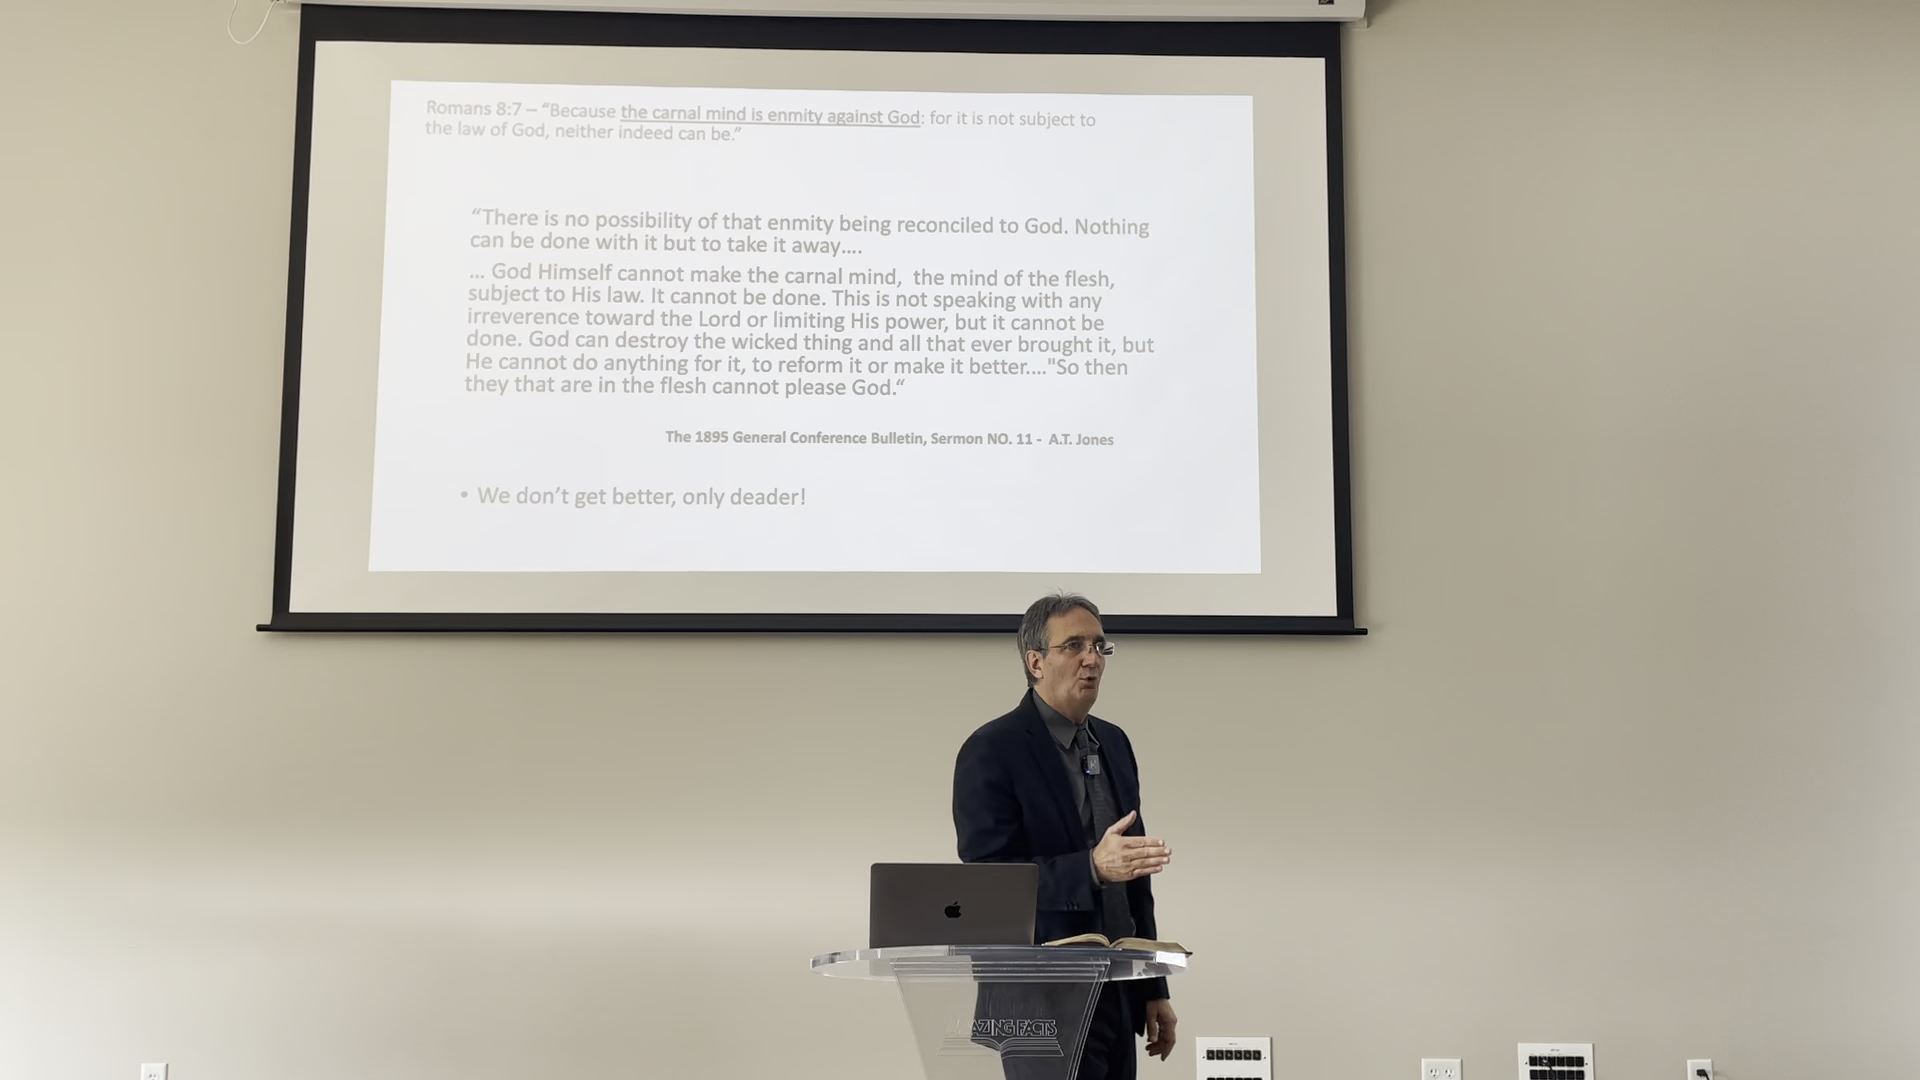 Romans 8:7 – “Because the carnal mind is enmity against God: for it is not subject to
the law of God, neither indeed can be.”
“There is no possibility of that enmity being reconciled to God. Nothing
can be done with it but to take it away....
... God Himself cannot make the carnal mind,  the mind of the flesh,
subject to His law. It cannot be done. This is not speaking with any
irreverence toward the Lord or limiting His power, but it cannot be
done. God can destroy the wicked thing and all that ever brought it, but
He cannot do anything for it, to reform it or make it better...."So then
they that are in the flesh cannot please God.“
The 1895 General Conference Bulletin, Sermon NO. 11 -  A.T. Jones
• We don’t get better, only deader!
AZING FACTS